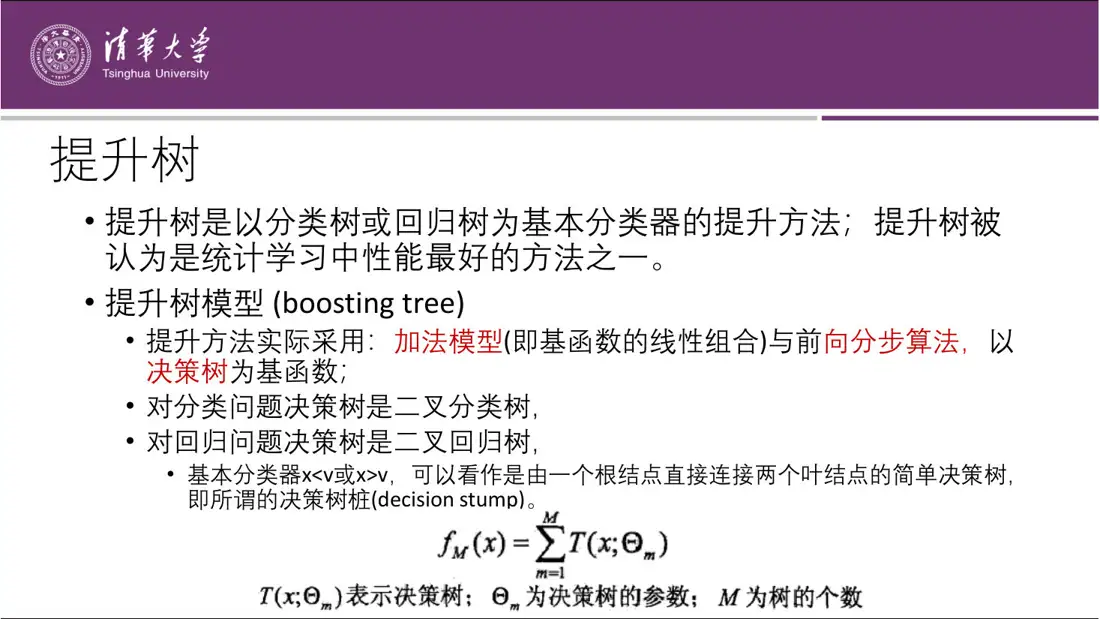 清华大学
Tsinghua University
提升树
• 提升树是以分类树或回归树为基本分类器的提升方法；提升树被
认为是统计学习中性能最好的方法之一。
• 提升树模型 (boosting tree)
• 提升方法实际采用：加法模型(即基函数的线性组合)与前向分步算法，以
决策树为基函数；
• 对分类问题决策树是二叉分类树，
• 对回归问题决策树是二叉回归树，
• 基本分类器x<v或x>v，可以看作是由一个根结点直接连接两个叶结点的简单决策树，
即所谓的决策树桩(decision stump)。
f_M(x) = \sum_{m=1}^{M} T(x;Θ_m)
T(x;Θ_m)表示决策树；Θ_m为决策树的参数；M为树的个数